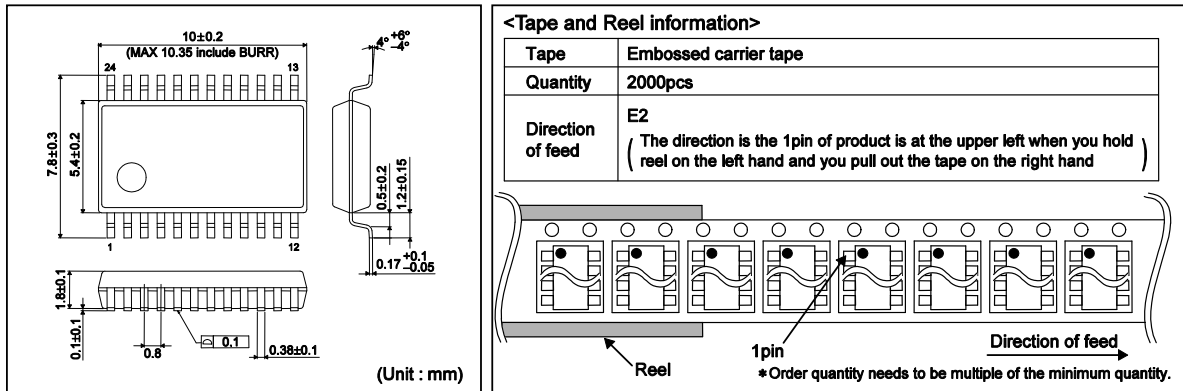 10±0.2
(MAX 10.35 include BURR)
24
13
4° +6° −4°
7.8±0.3
5.4±0.2
0.5±0.2
1.2±0.15
1
12
0.17 +0.1 −0.05
1.8±0.1
0.1±0.1
0.8
0.1
0.38±0.1
(Unit : mm)
<Tape and Reel information>
Tape Embossed carrier tape
Quantity 2000pcs
Direction of feed
E2
( The direction is the 1pin of product is at the upper left when you hold
reel on the left hand and you pull out the tape on the right hand )
Reel
1pin
Direction of feed
*Order quantity needs to be multiple of the minimum quantity.